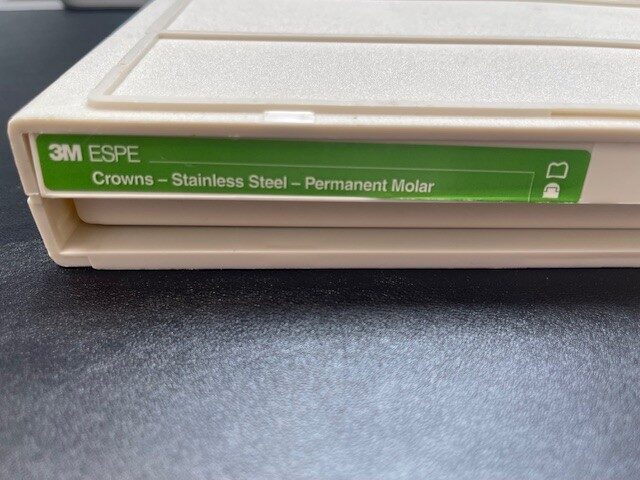 3M ESPE
Crowns – Stainless Steel – Permanent Molar